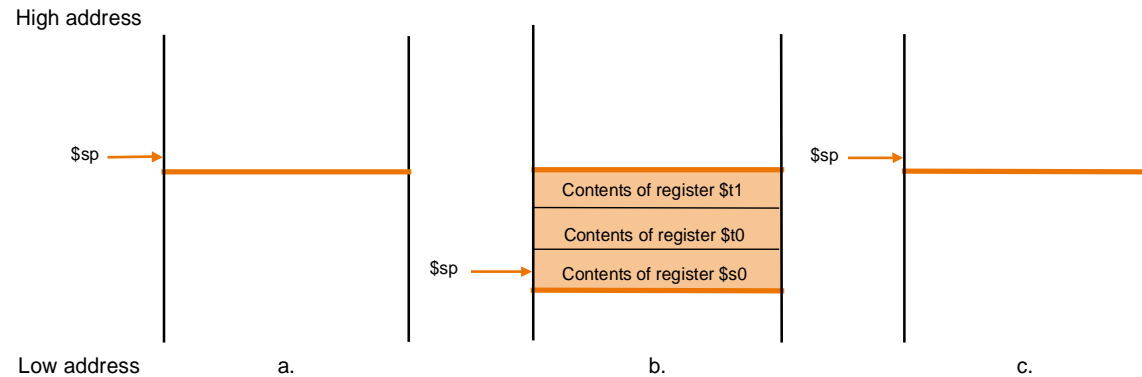 High address
$sp
$sp
Contents of register $t1
Contents of register $t0
$sp
Contents of register $s0
Low address
a.
b.
c.